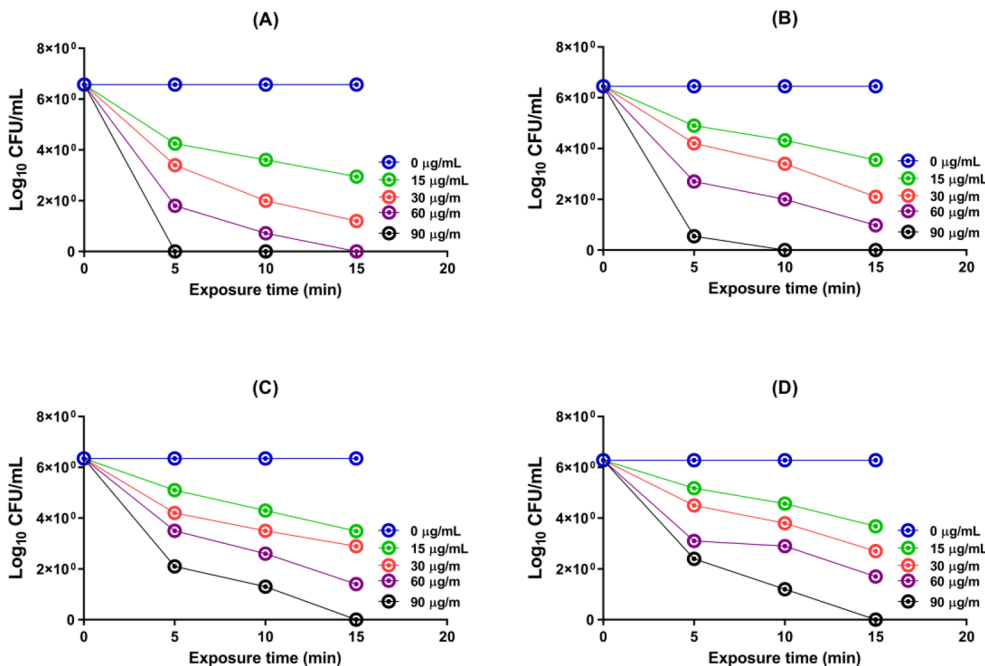 (A)
Log10 CFU/mL
8×10⁰
6×10⁰
4×10⁰
2×10⁰
0
0 5 10 15 20
Exposure time (min)
0 µg/mL
15 µg/mL
30 µg/m
60 µg/m
90 µg/m
(B)
Log10 CFU/mL
8×10⁰
6×10⁰
4×10⁰
2×10⁰
0
0 5 10 15 20
Exposure time (min)
0 µg/mL
15 µg/mL
30 µg/m
60 µg/m
90 µg/m
(C)
Log10 CFU/mL
8×10⁰
6×10⁰
4×10⁰
2×10⁰
0
0 5 10 15 20
Exposure time (min)
0 µg/mL
15 µg/mL
30 µg/m
60 µg/m
90 µg/m
(D)
Log10 CFU/mL
8×10⁰
6×10⁰
4×10⁰
2×10⁰
0
0 5 10 15 20
Exposure time (min)
0 µg/mL
15 µg/mL
30 µg/m
60 µg/m
90 µg/m